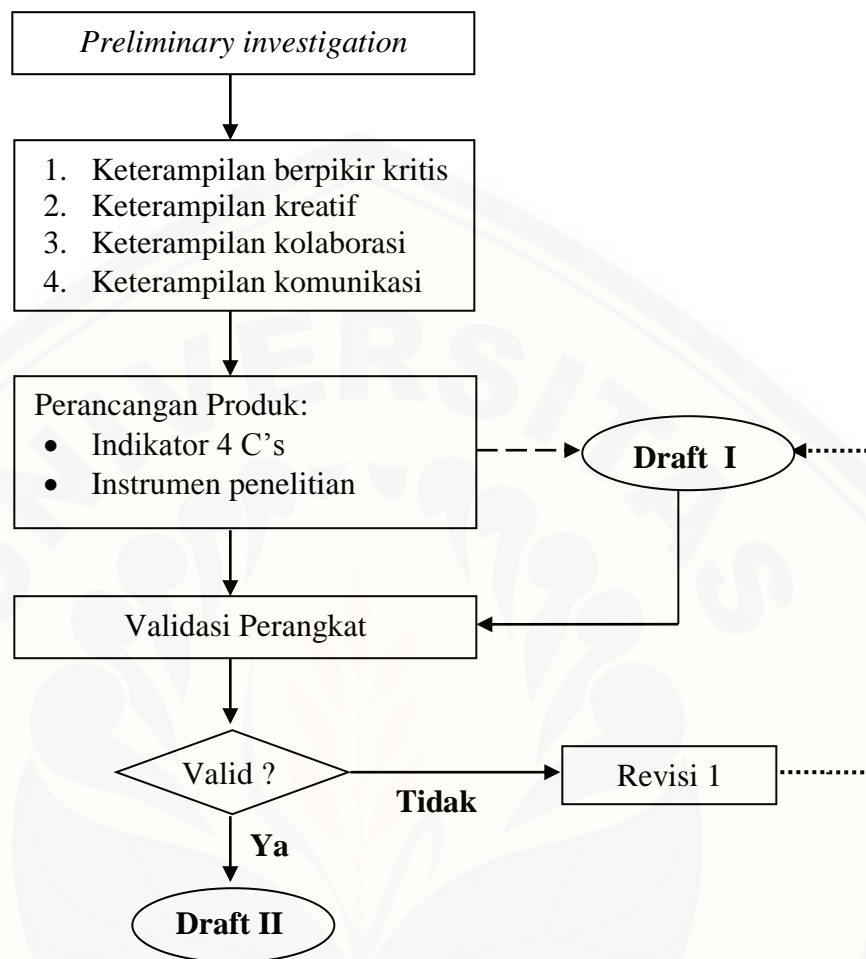 Preliminary investigation
1. Keterampilan berpikir kritis
2. Keterampilan kreatif
3. Keterampilan kolaborasi
4. Keterampilan komunikasi
Perancangan Produk:
• Indikator 4 C’s
• Instrumen penelitian
Draft I
Validasi Perangkat
Valid ?
Tidak
Revisi 1
Ya
Draft II
UNIVERSITAS